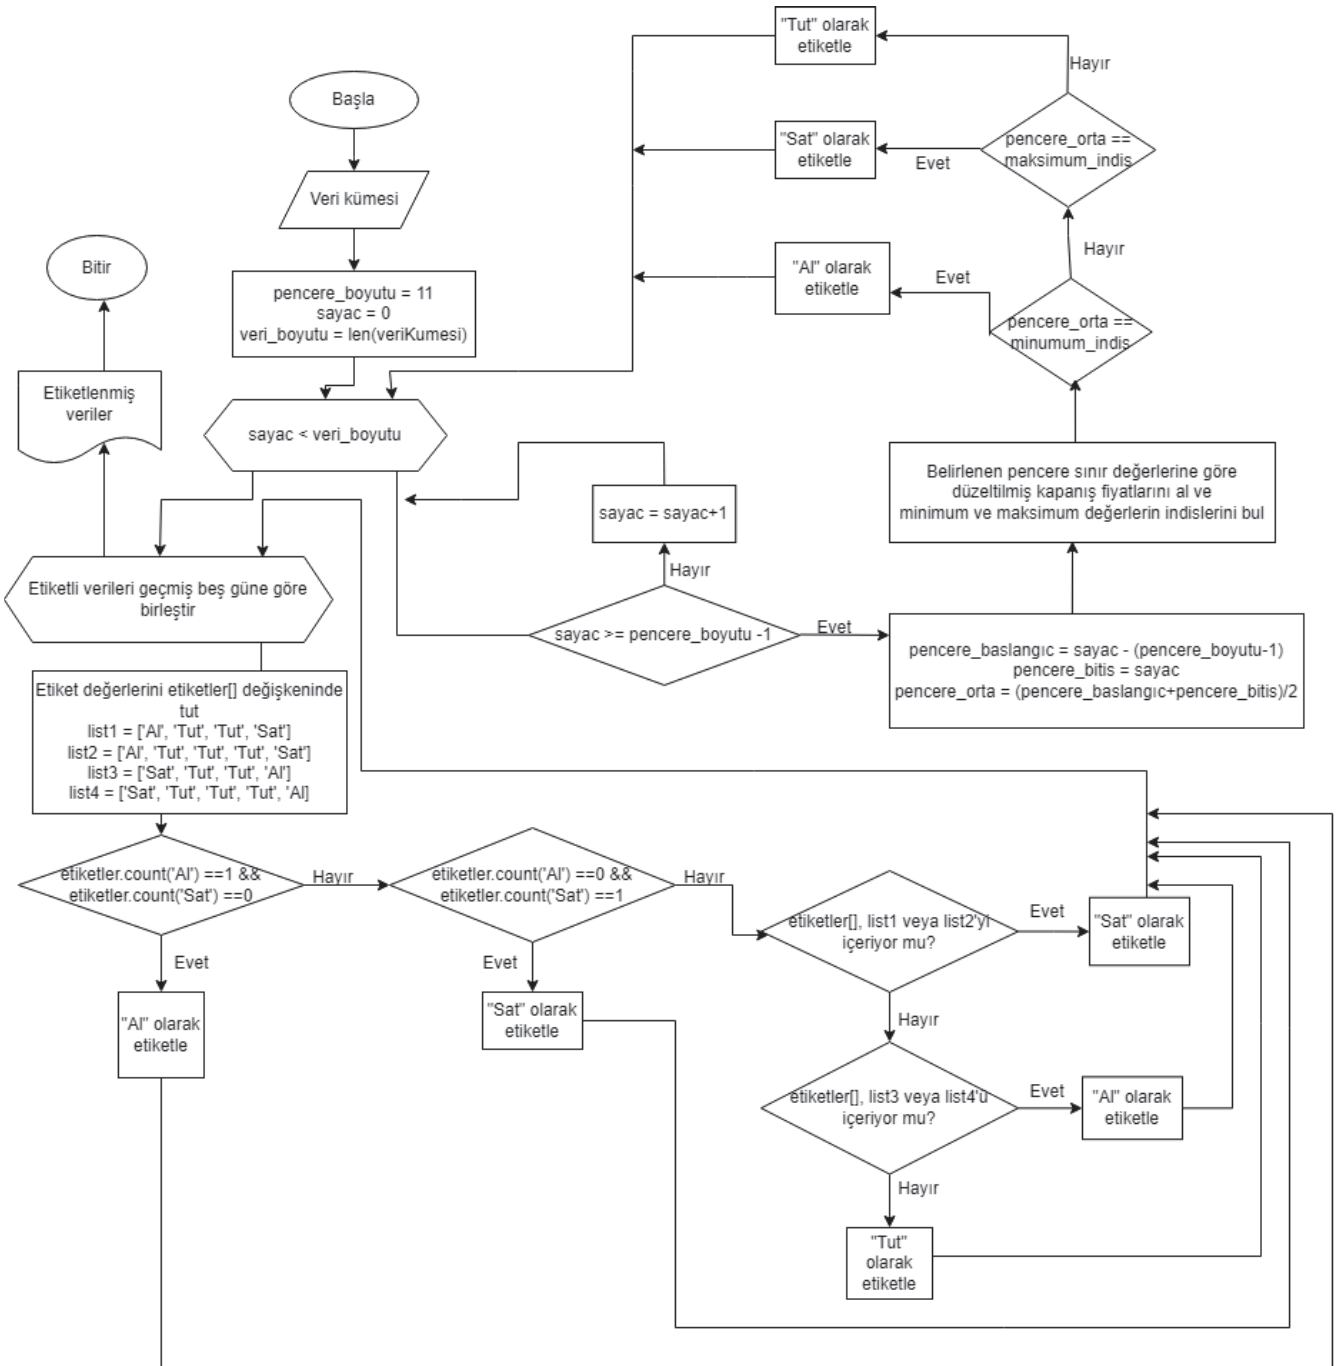 Başla
Veri kümesi
pencere_boyutu = 11
sayac = 0
veri_boyutu = len(veriKumesi)
sayac < veri_boyutu
"Tut" olarak
etiketle
Hayır
"Sat" olarak
etiketle
Evet
pencere_orta ==
maksimum_indis
Hayır
"Al" olarak
etiketle
Evet
pencere_orta ==
minumum_indis
Bitir
Etiketlenmiş
veriler
Belirlenen pencere sınır değerlerine göre
düzeltilmiş kapanış fiyatlarını al ve
minimum ve maksimum değerlerin indislerini bul
sayac = sayac+1
Hayır
sayac >= pencere_boyutu -1
Evet
pencere_baslangıc = sayac - (pencere_boyutu-1)
pencere_bitis = sayac
pencere_orta = (pencere_baslangıc+pencere_bitis)/2
Etiketli verileri geçmiş beş güne göre
birleştir
Etiket değerlerini etiketler[] değişkeninde
tut
list1 = ['Al', 'Tut', 'Tut', 'Sat']
list2 = ['Al', 'Tut', 'Tut', 'Tut', 'Sat']
list3 = ['Sat', 'Tut', 'Tut', 'Al']
list4 = ['Sat', 'Tut', 'Tut', 'Tut', 'Al]
etiketler.count('Al') ==1 &&
etiketler.count('Sat') ==0
Hayır
etiketler.count('Al') ==0 &&
etiketler.count('Sat') ==1
Hayır
etiketler[], list1 veya list2'yi
içeriyor mu?
Evet
"Sat" olarak
etiketle
Evet
"Al" olarak
etiketle
Evet
"Sat" olarak
etiketle
Hayır
etiketler[], list3 veya list4'ü
içeriyor mu?
Evet
"Al" olarak
etiketle
Hayır
"Tut"
olarak
etiketle